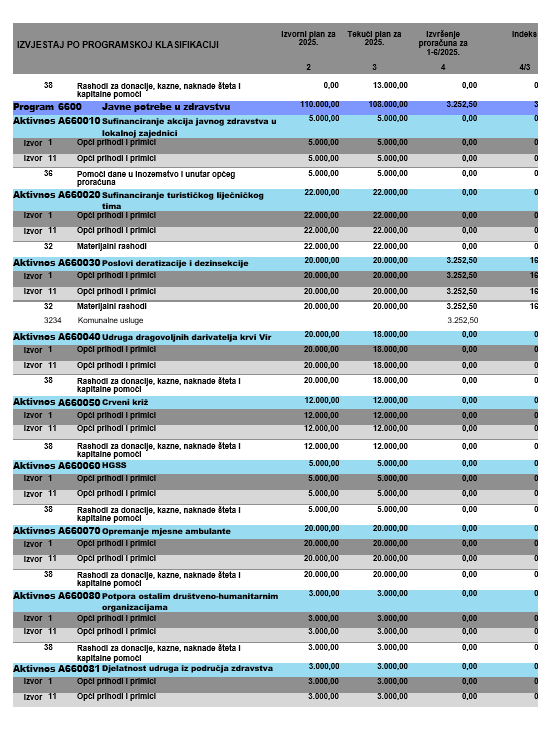 IZVJESTAJ PO PROGRAMSKOJ KLASIFIKACIJI Izvorni plan za 2025. Tekući plan za 2025. Izvršenje proračuna za 1-6/2025. Indeks
2 3 4 4/3
38 Rashodi za donacije, kazne, naknade šteta i 0,00 13.000,00 0,00 0
kapitalne pomoći
Program 6600 Javne potrebe u zdravstvu 110.000,00 108.000,00 3.252,50 3
Aktivnos A660010 Sufinanciranje akcija javnog zdravstva u 5.000,00 5.000,00 0,00 0
lokalnoj zajednici
Izvor 1 Opći prihodi i primici 5.000,00 5.000,00 0,00 0
Izvor 11 Opći prihodi i primici 5.000,00 5.000,00 0,00 0
36 Pomoći dane u inozemstvo i unutar općeg 5.000,00 5.000,00 0,00 0
proračuna
Aktivnos A660020 Sufinanciranje turističkog liječničkog 22.000,00 22.000,00 0,00 0
tima
Izvor 1 Opći prihodi i primici 22.000,00 22.000,00 0,00 0
Izvor 11 Opći prihodi i primici 22.000,00 22.000,00 0,00 0
32 Materijalni rashodi 22.000,00 22.000,00 0,00 0
Aktivnos A660030 Poslovi deratizacije i dezinsekcije 20.000,00 20.000,00 3.252,50 16
Izvor 1 Opći prihodi i primici 20.000,00 20.000,00 3.252,50 16
Izvor 11 Opći prihodi i primici 20.000,00 20.000,00 3.252,50 16
32 Materijalni rashodi 20.000,00 20.000,00 3.252,50 16
3234 Komunalne usluge 3.252,50
Aktivnos A660040 Udruga dragovoljnih darivatelja krvi Vir 20.000,00 18.000,00 0,00 0
Izvor 1 Opći prihodi i primici 20.000,00 18.000,00 0,00 0
Izvor 11 Opći prihodi i primici 20.000,00 18.000,00 0,00 0
38 Rashodi za donacije, kazne, naknade šteta i 20.000,00 18.000,00 0,00 0
kapitalne pomoći
Aktivnos A660050 Crveni križ 12.000,00 12.000,00 0,00 0
Izvor 1 Opći prihodi i primici 12.000,00 12.000,00 0,00 0
Izvor 11 Opći prihodi i primici 12.000,00 12.000,00 0,00 0
38 Rashodi za donacije, kazne, naknade šteta i 12.000,00 12.000,00 0,00 0
kapitalne pomoći
Aktivnos A660060 HGSS 5.000,00 5.000,00 0,00 0
Izvor 1 Opći prihodi i primici 5.000,00 5.000,00 0,00 0
Izvor 11 Opći prihodi i primici 5.000,00 5.000,00 0,00 0
38 Rashodi za donacije, kazne, naknade šteta i 5.000,00 5.000,00 0,00 0
kapitalne pomoći
Aktivnos A660070 Opremanje mjesne ambulante 20.000,00 20.000,00 0,00 0
Izvor 1 Opći prihodi i primici 20.000,00 20.000,00 0,00 0
Izvor 11 Opći prihodi i primici 20.000,00 20.000,00 0,00 0
38 Rashodi za donacije, kazne, naknade šteta i 20.000,00 20.000,00 0,00 0
kapitalne pomoći
Aktivnos A660080 Potpora ostalim društveno-humanitarnim 3.000,00 3.000,00 0,00 0
organizacijama
Izvor 1 Opći prihodi i primici 3.000,00 3.000,00 0,00 0
Izvor 11 Opći prihodi i primici 3.000,00 3.000,00 0,00 0
38 Rashodi za donacije, kazne, naknade šteta i 3.000,00 3.000,00 0,00 0
kapitalne pomoći
Aktivnos A660081 Djelatnost udruga iz područja zdravstva 3.000,00 3.000,00 0,00 0
Izvor 1 Opći prihodi i primici 3.000,00 3.000,00 0,00 0
Izvor 11 Opći prihodi i primici 3.000,00 3.000,00 0,00 0